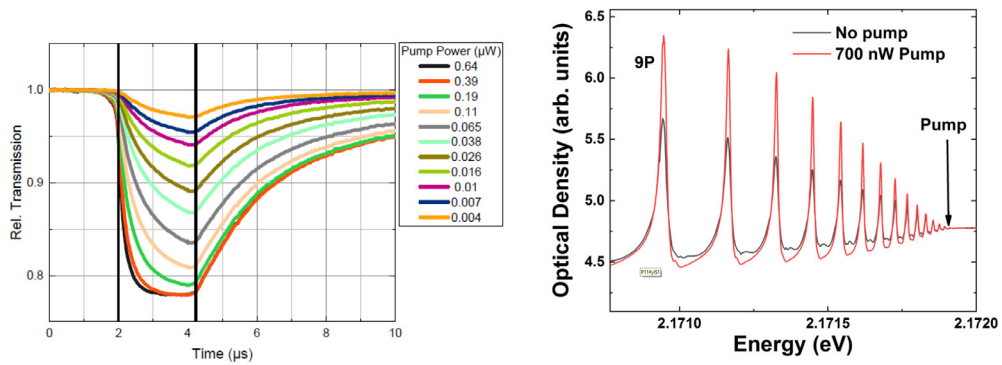 Pump Power (μW)
0.64
0.39
0.19
0.11
0.065
0.038
0.026
0.016
0.01
0.007
0.004
Rel. Transmission
1.0
0.9
0.8
0 2 4 6 8 10
Time (μs)
Optical Density (arb. units)
6.5
6.0
5.5
5.0
4.5
9P
No pump
700 nW Pump
Pump
2.1710 2.1715 2.1720
Energy (eV)